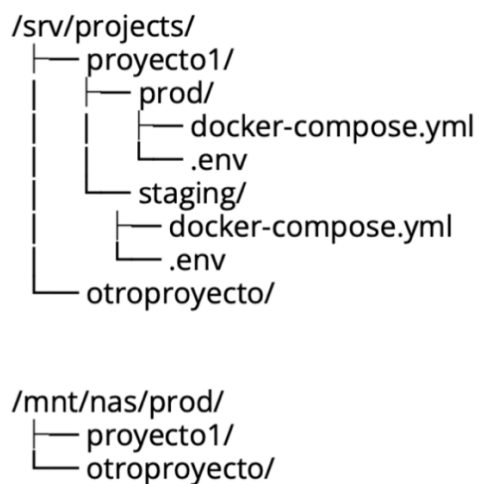 /srv/projects/
├── proyecto1/
│   ├── prod/
│   │   ├── docker-compose.yml
│   │   └── .env
│   └── staging/
│       ├── docker-compose.yml
│       └── .env
└── otroproyecto/
/mnt/nas/prod/
├── proyecto1/
└── otroproyecto/